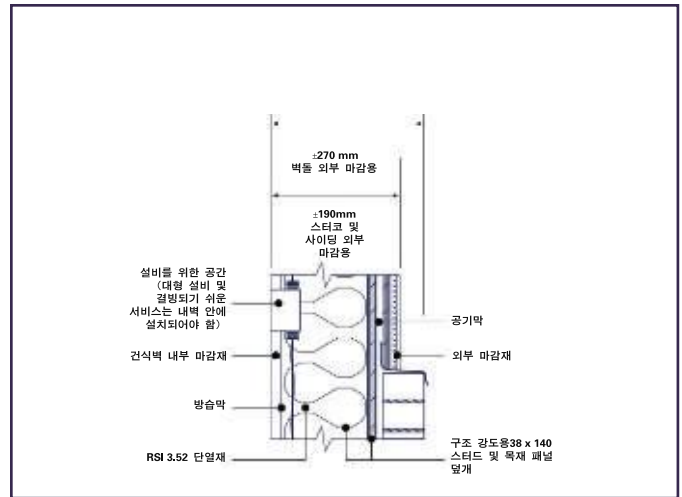 ±270 mm
벽돌 외부 마감용
±190mm
스터코 및
사이딩 외부
마감용
설비를 위한 공간
(대형 설비 및
결빙되기 쉬운
서비스는 내벽 안에
설치되어야 함)
공기막
건식벽 내부 마감재
외부 마감재
방습막
RSI 3.52 단열재
구조 강도용38 x 140
스터드 및 목재 패널
덮개